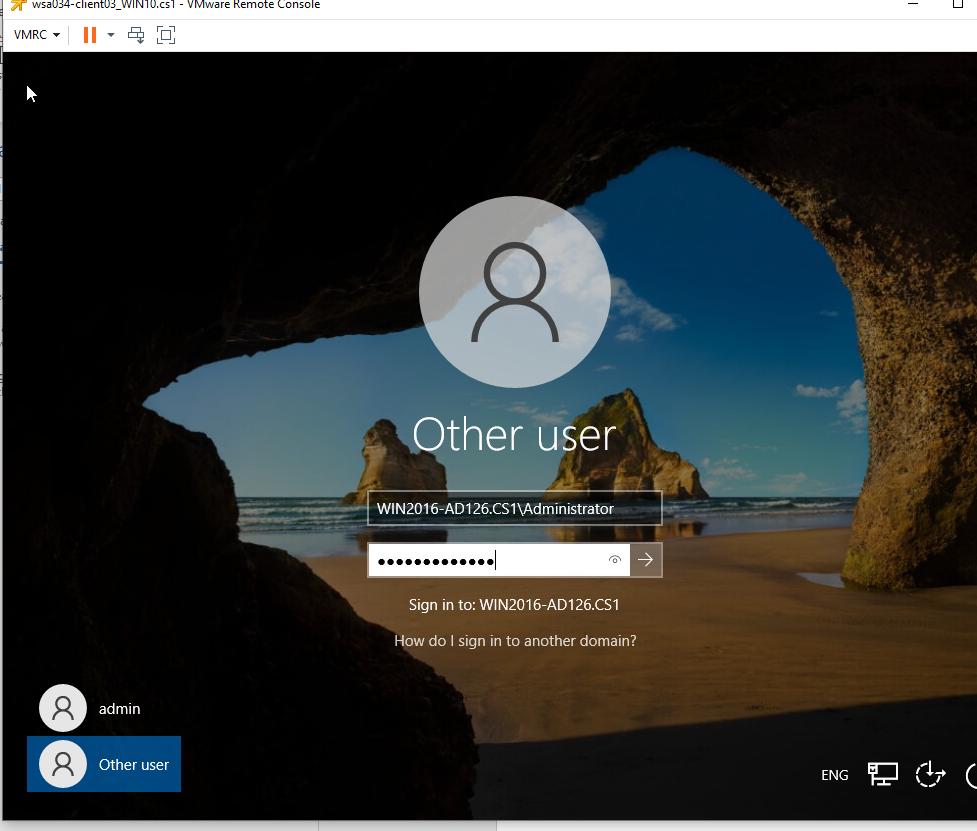 wsa034-client03_WIN10.cs1 - VMware Remote Console
VMRC
Other user
WIN2016-AD126.CS1\Administrator
●●●●●●●●●●●●●
Sign in to: WIN2016-AD126.CS1
How do I sign in to another domain?
admin
Other user
ENG